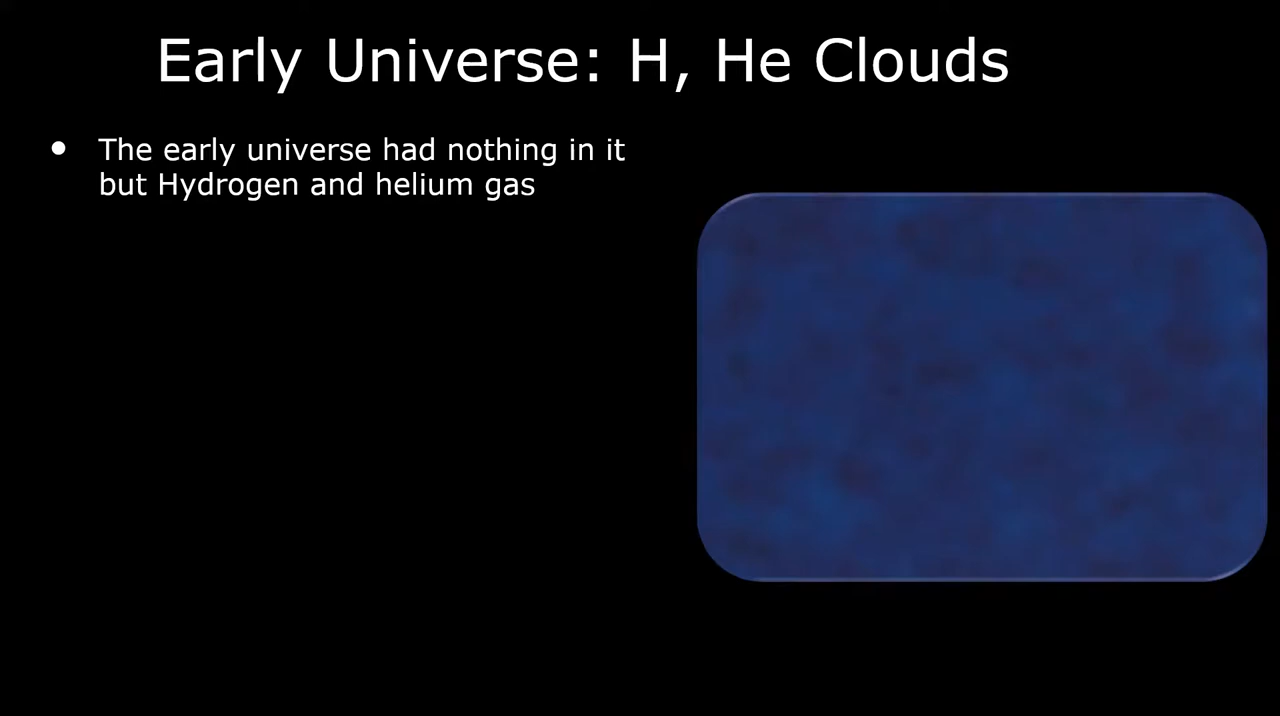 Early Universe: H, He Clouds
• The early universe had nothing in it
but Hydrogen and helium gas